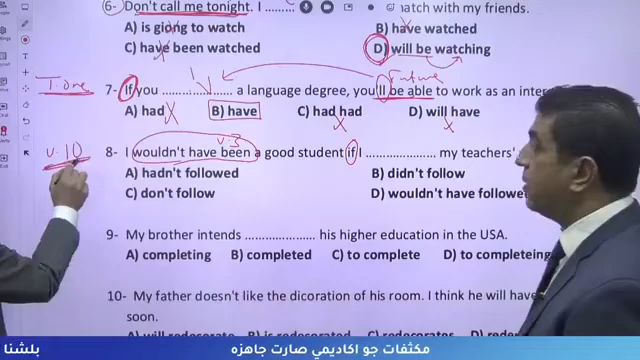 6- Don't call me tonight. I match with my friends.
A) is going to watch B) have watched
C) have been watched D) will be watching
T. one Future
7- If you .................... a language degree, you'll be able to work as an inter
A) had B) have C) had had D) will have
v.10 v.3
8- I wouldn't have been a good student if I ...................... my teachers'
A) hadn't followed B) didn't follow
C) don't follow D) wouldn't have followe
9- My brother intends ...................... his higher education in the USA.
A) completing B) completed C) to complete D) to completeing
10- My father doesn't like the dicoration of his room. I think he will have
soon.
A) will redecorate B) is redecorated C) redecorates D) redec
مكثفات جو اكاديمي صارت جاهزه
بلشنا